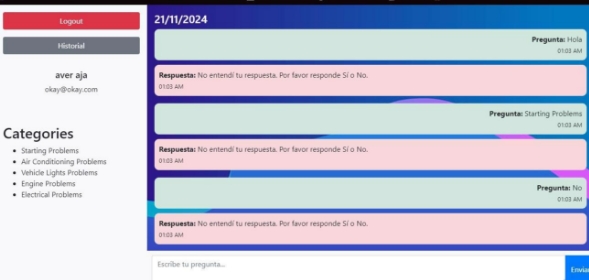 Logout
Historial
aver aja
okay@okay.com
Categories
Starting Problems
Air Conditioning Problems
Vehicle Lights Problems
Engine Problems
Electrical Problems
21/11/2024
Pregunta: Hola
01:03 AM
Respuesta: No entendí tu respuesta. Por favor responde Sí o No.
01:03 AM
Pregunta: Starting Problems
01:03 AM
Respuesta: No entendí tu respuesta. Por favor responde Sí o No.
01:03 AM
Pregunta: No
01:03 AM
Respuesta: No entendí tu respuesta. Por favor responde Sí o No.
01:03 AM
Escribe tu pregunta...
Enviar